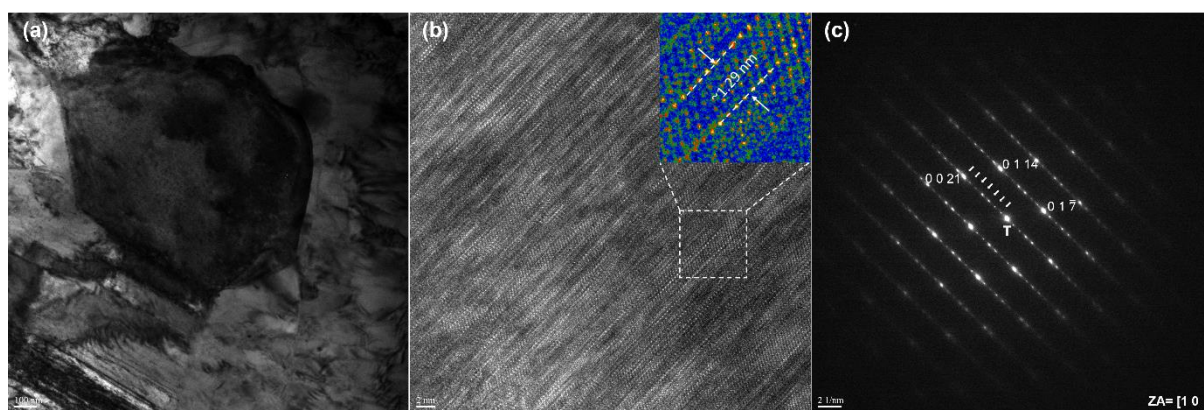 (a)
(b)
(c)
1.29 nm
0 0 21
0 1 14
0 1 7̅
T
100 nm
2 nm
2 1/nm
ZA= [1 0